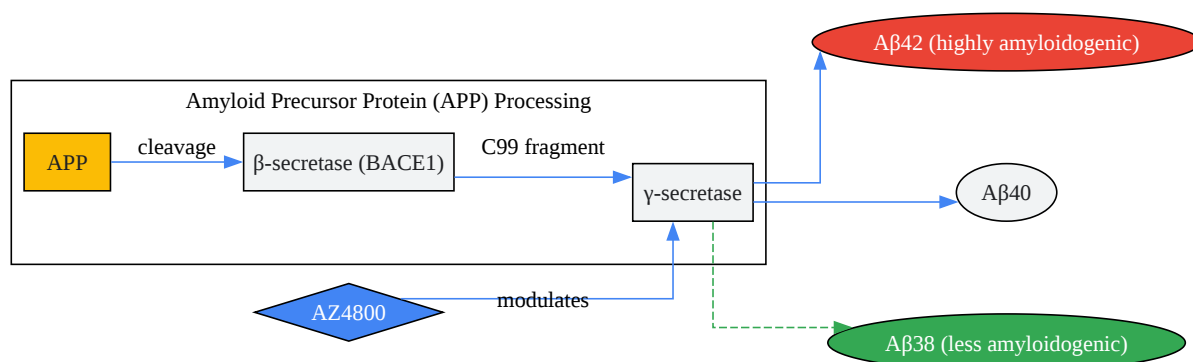 Aβ42 (highly amyloidogenic)
Amyloid Precursor Protein (APP) Processing
APP
cleavage
β-secretase (BACE1)
C99 fragment
γ-secretase
Aβ40
AZ4800
modulates
Aβ38 (less amyloidogenic)